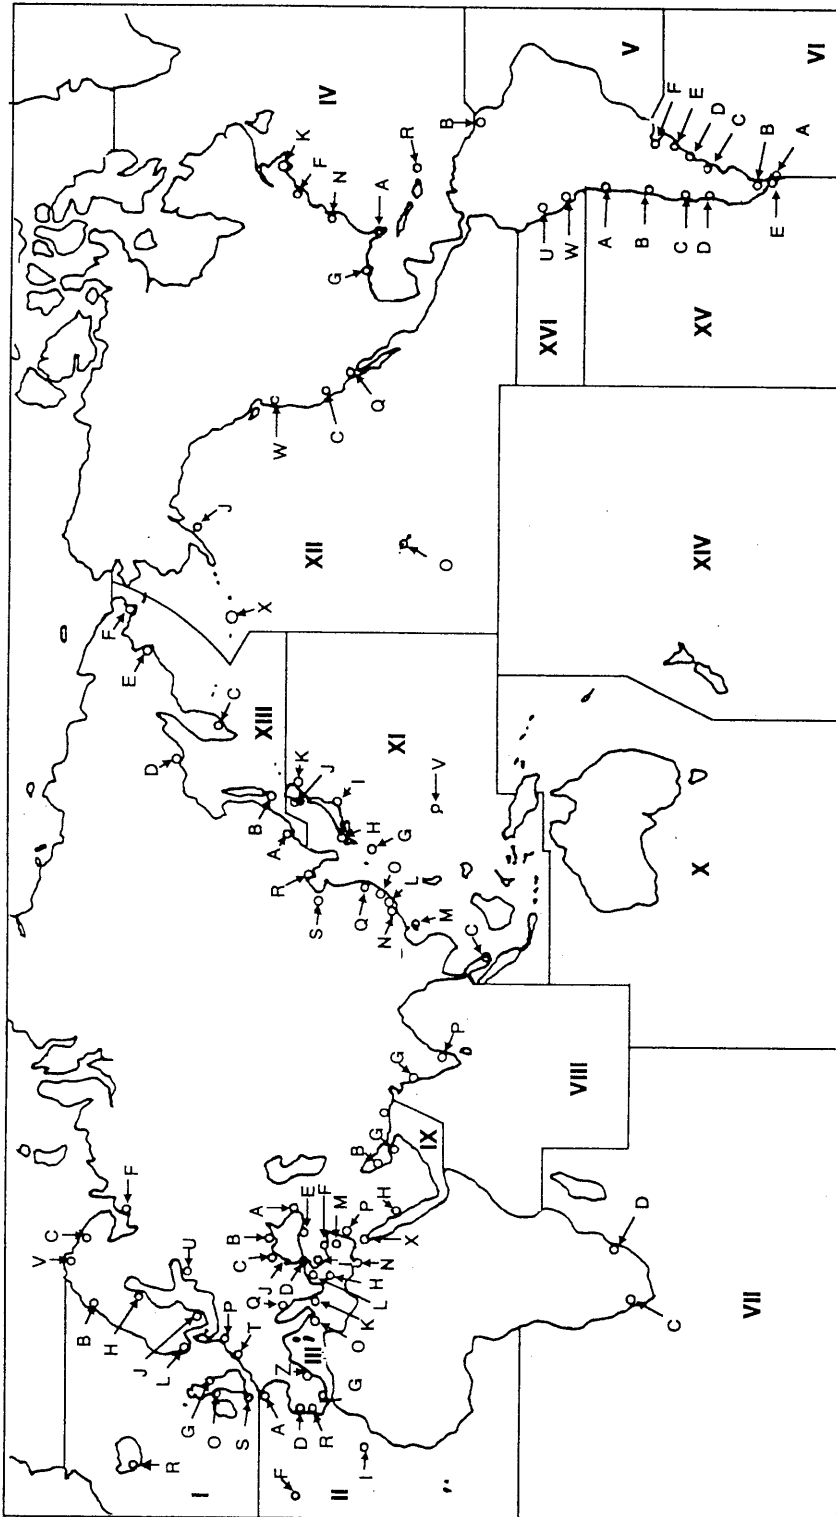 R
I
B
V
C
F
H
U
J
L
P
T
G
O
S
A
D
R
F
II
I
G
Z
III
Q
O
K
J
C
B
A
E
D
F
M
P
I
L
H
N
X
H
B
G
IX
G
P
VIII
VII
C
D
C
X
M
N
L
O
Q
S
R
G
H
I
J
K
V
XI
A
B
C
D
E
F
XIII
XII
X
J
O
W
C
Q
XIV
IV
G
A
N
F
K
R
B
V
XVI
U
W
XV
A
B
C
D
E
VI
F
E
D
C
B
A